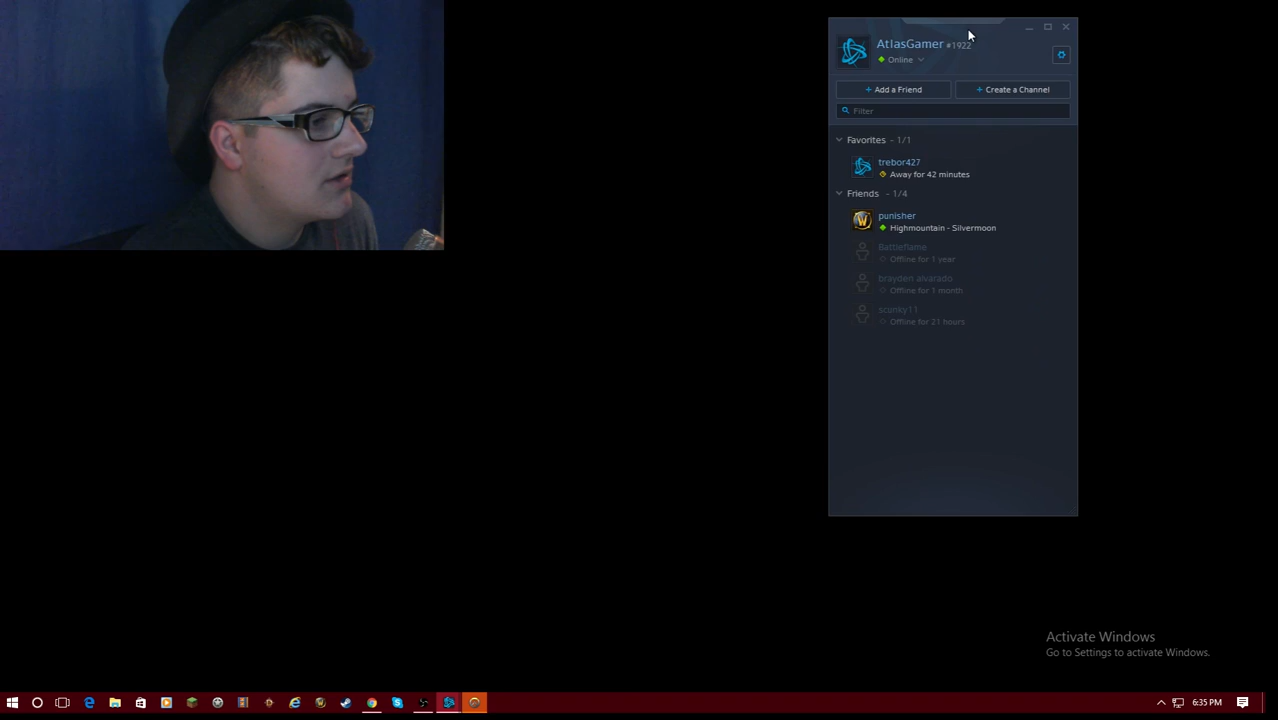 AtlasGamer #1922
Online
+ Add a Friend
+ Create a Channel
Filter
Favorites - 1/1
trebor427
Away for 42 minutes
Friends - 1/4
punisher
Highmountain - Silvermoon
Battleflame
Offline for 1 year
brayden alvarado
Offline for 1 month
scunky11
Offline for 21 hours
Activate Windows
Go to Settings to activate Windows.
6:35 PM